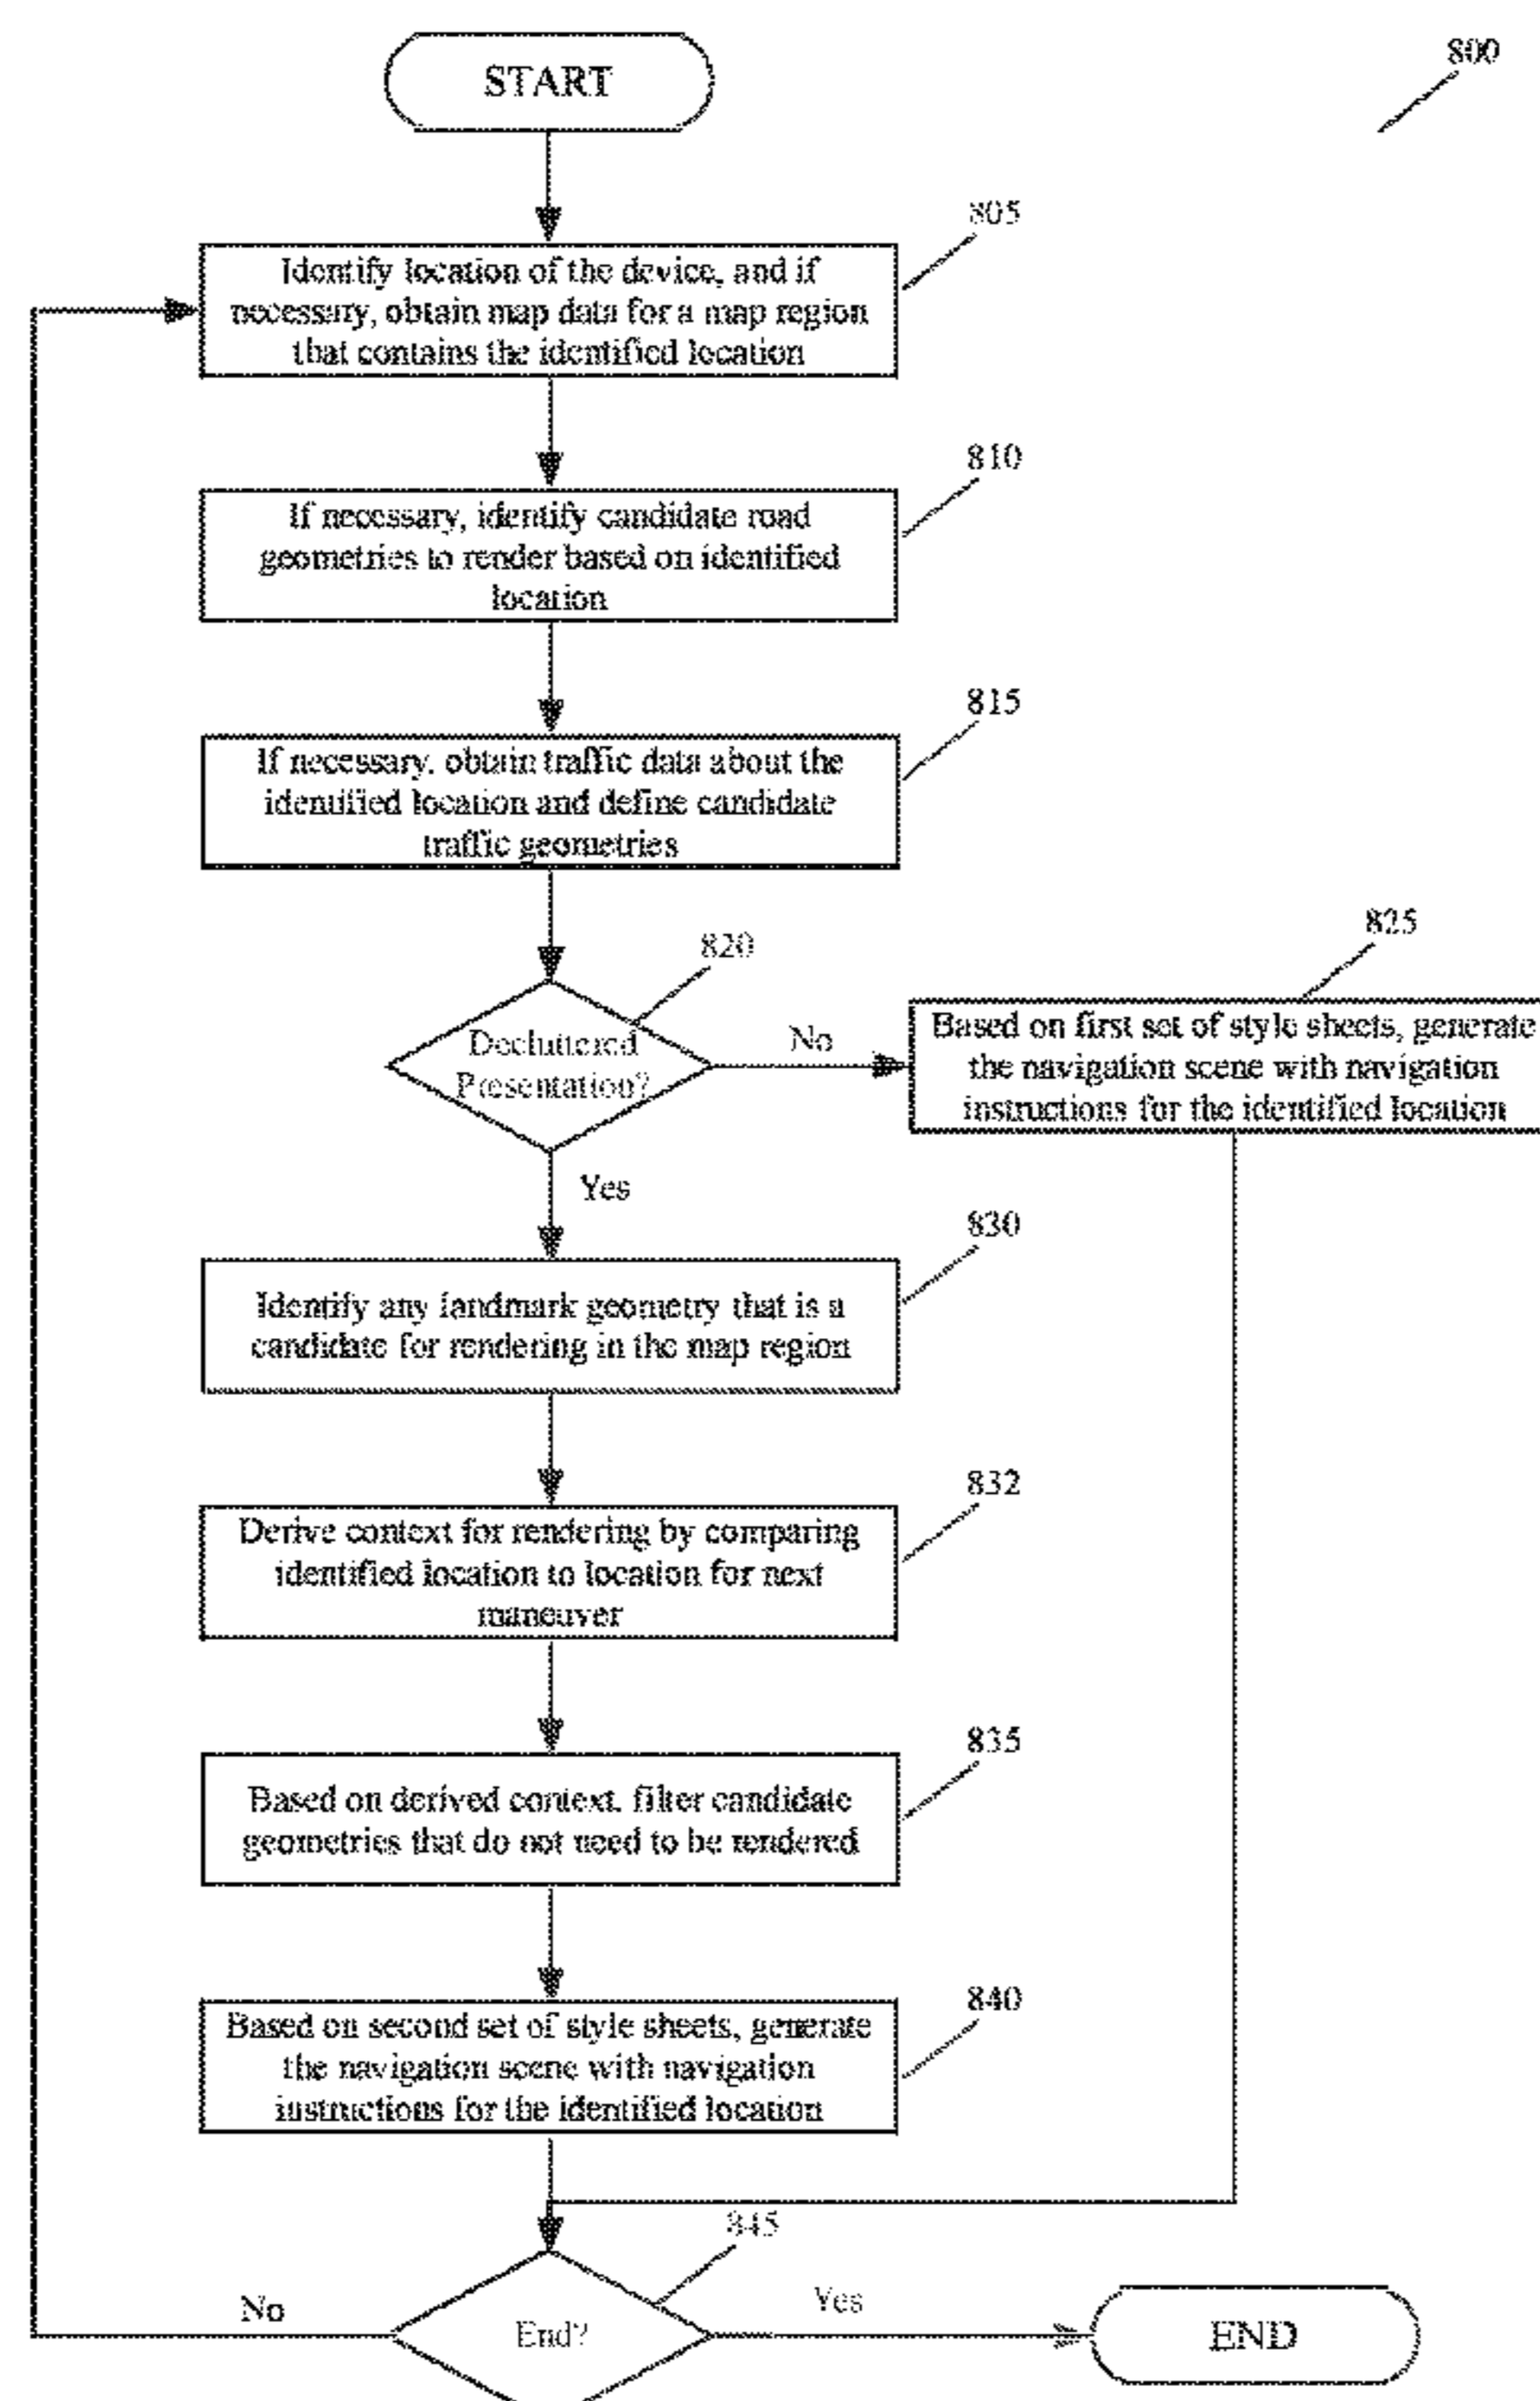 START
800
805
Identify location of the device, and if
necessary, obtain map data for a map region
that contains the identified location
810
If necessary, identify candidate road
geometries to render based on identified
location
815
If necessary, obtain traffic data about the
identified location and define candidate
traffic geometries
820
Decluttered
Presentation?
No
825
Based on first set of style sheets, generate
the navigation scene with navigation
instructions for the identified location
Yes
830
Identify any landmark geometry that is a
candidate for rendering in the map region
832
Derive context for rendering by comparing
identified location to location for next
maneuver
835
Based on derived context, filter candidate
geometries that do not need to be rendered
840
Based on second set of style sheets, generate
the navigation scene with navigation
instructions for the identified location
845
No
End?
Yes
END